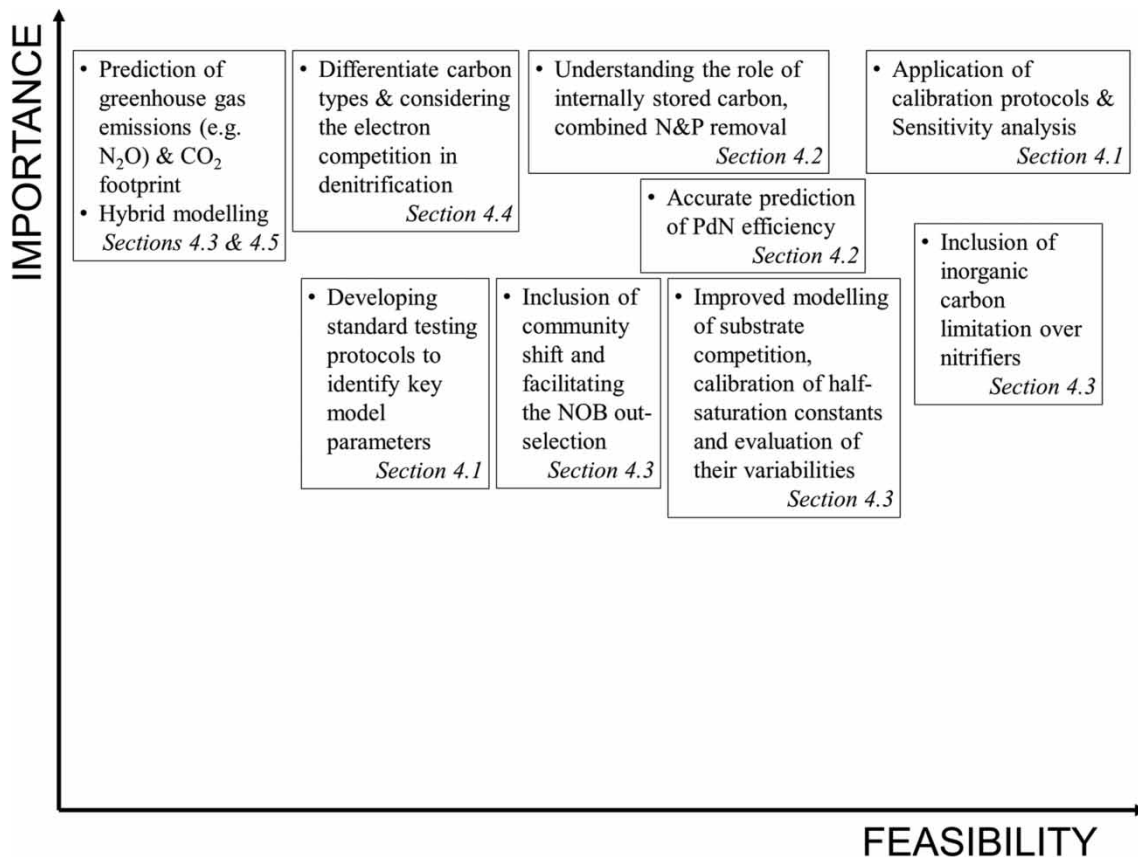 IMPORTANCE
• Prediction of
greenhouse gas
emissions (e.g.
N₂O) & CO₂
footprint
• Hybrid modelling
Sections 4.3 & 4.5
• Differentiate carbon
types & considering
the electron
competition in
denitrification
Section 4.4
• Understanding the role of
internally stored carbon,
combined N&P removal
Section 4.2
• Application of
calibration protocols &
Sensitivity analysis
Section 4.1
• Accurate prediction
of PdN efficiency
Section 4.2
• Inclusion of
inorganic
carbon
limitation over
nitrifiers
Section 4.3
• Developing
standard testing
protocols to
identify key
model
parameters
Section 4.1
• Inclusion of
community
shift and
facilitating
the NOB out-
selection
Section 4.3
• Improved modelling
of substrate
competition,
calibration of half-
saturation constants
and evaluation of
their variabilities
Section 4.3
FEASIBILITY